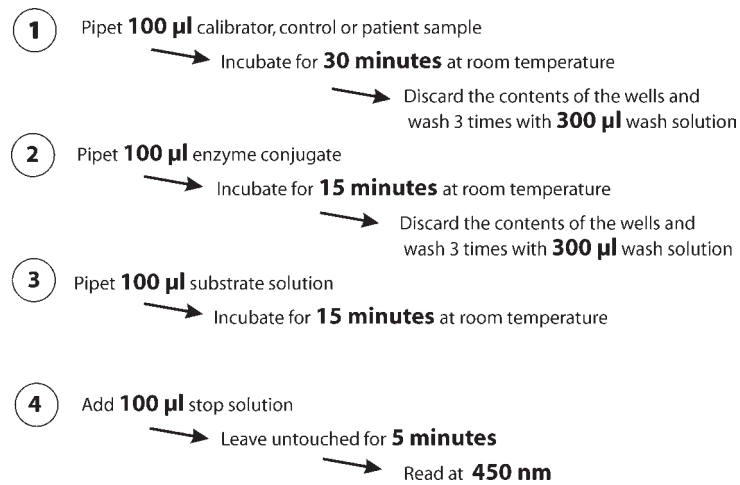 1 Pipet 100 µl calibrator, control or patient sample
Incubate for 30 minutes at room temperature
Discard the contents of the wells and
wash 3 times with 300 µl wash solution
2 Pipet 100 µl enzyme conjugate
Incubate for 15 minutes at room temperature
Discard the contents of the wells and
wash 3 times with 300 µl wash solution
3 Pipet 100 µl substrate solution
Incubate for 15 minutes at room temperature
4 Add 100 µl stop solution
Leave untouched for 5 minutes
Read at 450 nm